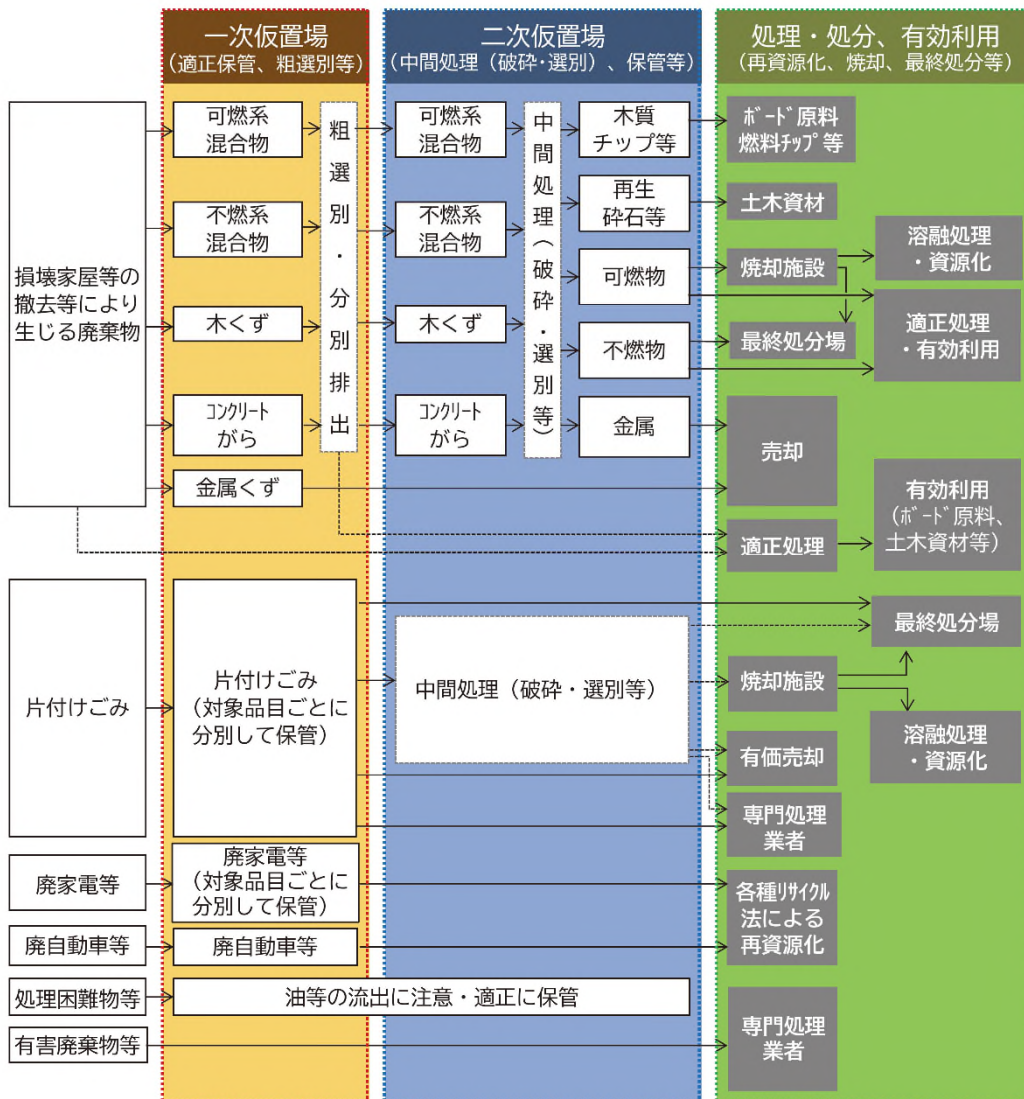 一次仮置場
（適正保管、粗選別等）
二次仮置場
（中間処理（破砕・選別）、保管等）
処理・処分、有効利用
（再資源化、焼却、最終処分等）
損壊家屋等の
撤去等により
生じる廃棄物
可燃系
混合物
不燃系
混合物
木くず
ｺﾝｸﾘｰﾄ
がら
金属くず
粗選別・分別排出
可燃系
混合物
不燃系
混合物
木くず
ｺﾝｸﾘｰﾄ
がら
中間処理（破砕・選別等）
木質
チップ等
再生
砕石等
可燃物
不燃物
金属
ﾎﾞｰﾄﾞ原料
燃料ﾁｯﾌﾟ等
土木資材
焼却施設
最終処分場
溶融処理
・資源化
適正処理
・有効利用
売却
適正処理
有効利用
（ﾎﾞｰﾄﾞ原料、
土木資材等）
片付けごみ
片付けごみ
（対象品目ごとに
分別して保管）
中間処理（破砕・選別等）
最終処分場
焼却施設
溶融処理
・資源化
有価売却
専門処理
業者
廃家電等
廃家電等
（対象品目ごとに
分別して保管）
各種ﾘｻｲｸﾙ
法による
再資源化
廃自動車等
廃自動車等
処理困難物等
油等の流出に注意・適正に保管
有害廃棄物等
専門処理
業者